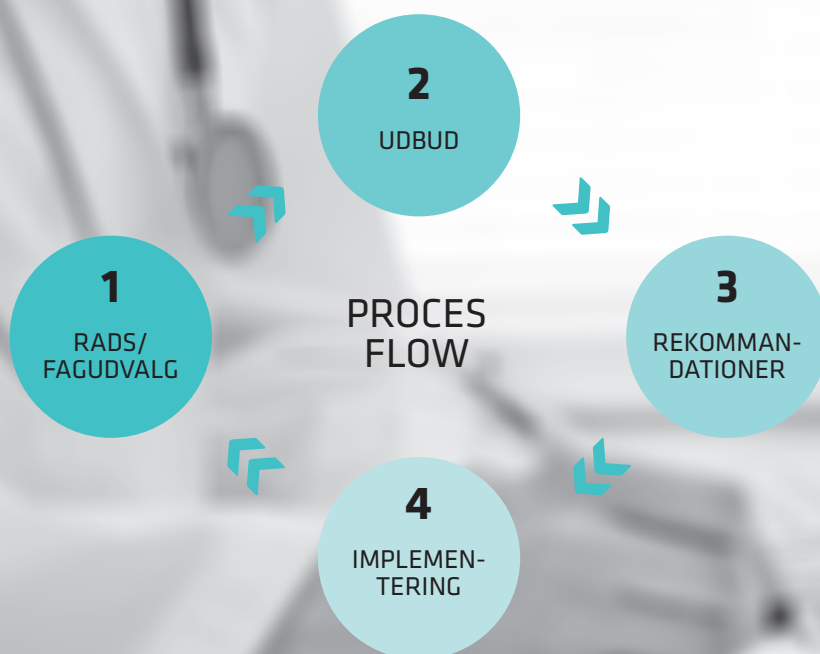 1
RADS/
FAGUDVALG
2
UDBUD
3
REKOMMAN-
DATIONER
4
IMPLEMEN-
TERING
PROCES
FLOW